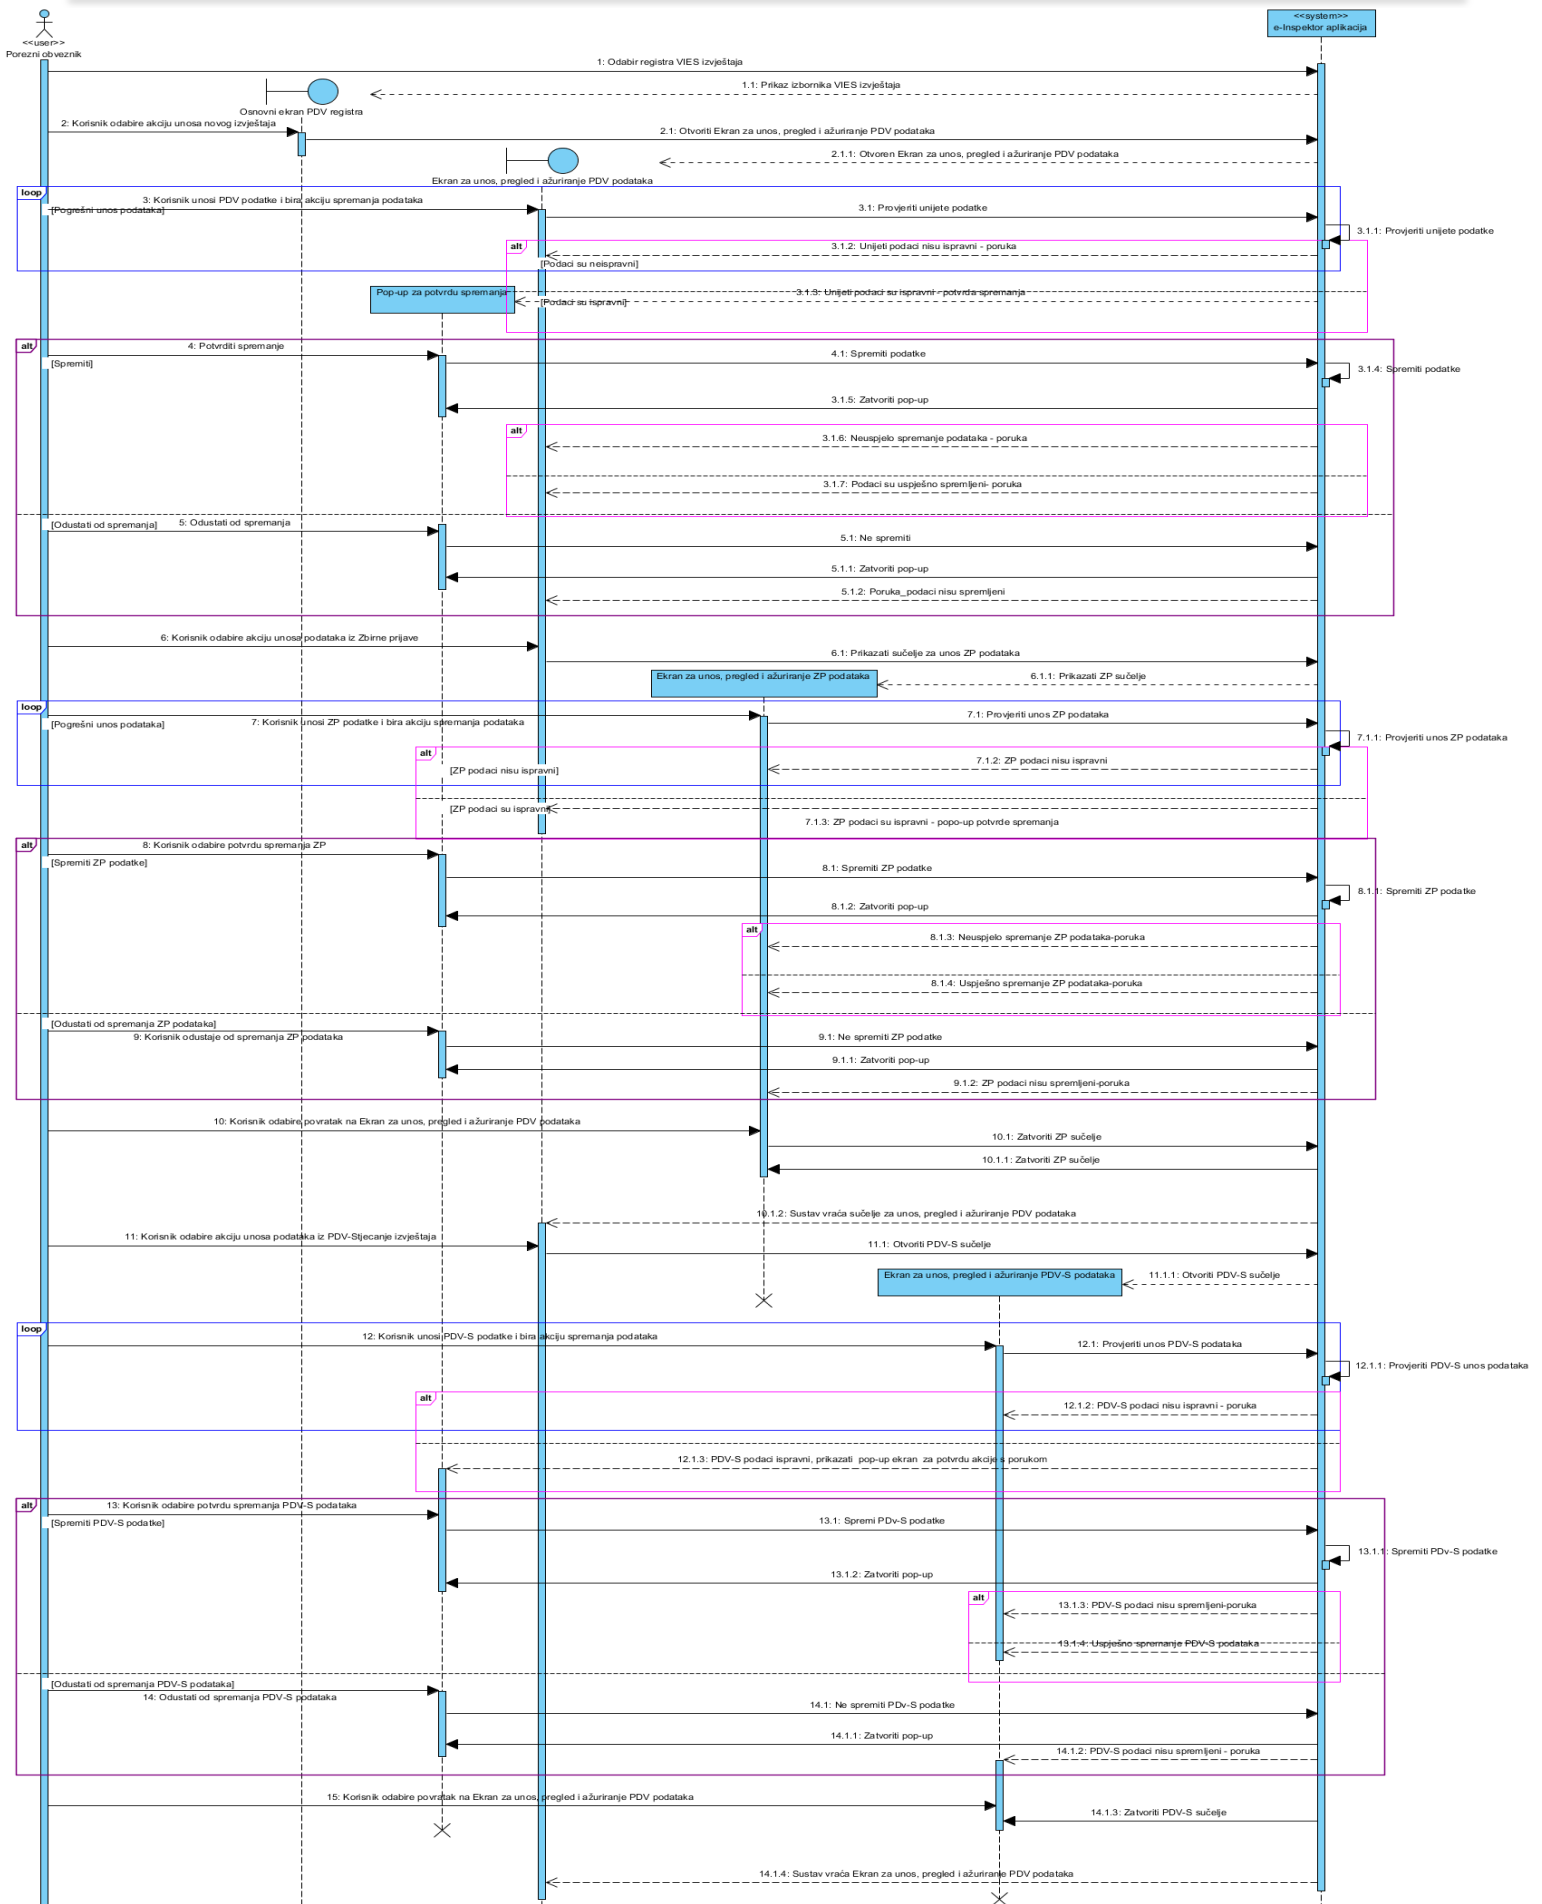 <<user>>
Porezni obveznik
<<system>>
e-Inspektor aplikacija
1: Odabir registra VIES izvještaja
1.1: Prikaz izbornika VIES izvještaja
Osnovni ekran PDV registra
2: Korisnik odabire akciju unosa novog izvještaja
2.1: Otvoriti Ekran za unos, pregled i ažuriranje PDV podataka
2.1.1: Otvoren Ekran za unos, pregled i ažuriranje PDV podataka
Ekran za unos, pregled i ažuriranje PDV podataka
loop
3: Korisnik unosi PDV podatke i bira akciju spremanja podataka
[Pogrešni unos podataka]
3.1: Provjeriti unijete podatke
3.1.1: Provjeriti unijete podatke
alt
3.1.2: Unijeti podaci nisu ispravni - poruka
[Podaci su neispravni]
Pop-up za potvrdu spremanja
3.1.3: Unijeti podaci su ispravni - potvrda spremanja
[Podaci su ispravni]
alt
4: Potvrditi spremanje
[Spremiti]
4.1: Spremiti podatke
3.1.4: Spremiti podatke
3.1.5: Zatvoriti pop-up
alt
3.1.6: Neuspjelo spremanje podataka - poruka
3.1.7: Podaci su uspješno spremljeni- poruka
[Odustati od spremanja]
5: Odustati od spremanja
5.1: Ne spremiti
5.1.1: Zatvoriti pop-up
5.1.2: Poruka_podaci nisu spremljeni
6: Korisnik odabire akciju unosa podataka iz Zbirne prijave
6.1: Prikazati sučelje za unos ZP podataka
Ekran za unos, pregled i ažuriranje ZP podataka
6.1.1: Prikazati ZP sučelje
loop
[Pogrešni unos podataka]
7: Korisnik unosi ZP podatke i bira akciju spremanja podataka
7.1: Provjeriti unos ZP podataka
7.1.1: Provjeriti unos ZP podataka
alt
7.1.2: ZP podaci nisu ispravni
[ZP podaci nisu ispravni]
[ZP podaci su ispravni]
7.1.3: ZP podaci su ispravni - popo-up potvrde spremanja
alt
8: Korisnik odabire potvrdu spremanja ZP
[Spremiti ZP podatke]
8.1: Spremiti ZP podatke
8.1.1: Spremiti ZP podatke
8.1.2: Zatvoriti pop-up
alt
8.1.3: Neuspjelo spremanje ZP podataka-poruka
8.1.4: Uspješno spremanje ZP podataka-poruka
[Odustati od spremanja ZP podataka]
9: Korisnik odustaje od spremanja ZP podataka
9.1: Ne spremiti ZP podatke
9.1.1: Zatvoriti pop-up
9.1.2: ZP podaci nisu spremljeni-poruka
10: Korisnik odabire povratak na Ekran za unos, pregled i ažuriranje PDV podataka
10.1: Zatvoriti ZP sučelje
10.1.1: Zatvoriti ZP sučelje
10.1.2: Sustav vraća sučelje za unos, pregled i ažuriranje PDV podataka
11: Korisnik odabire akciju unosa podataka iz PDV-Stjecanje izvještaja
11.1: Otvoriti PDV-S sučelje
Ekran za unos, pregled i ažuriranje PDV-S podataka
11.1.1: Otvoriti PDV-S sučelje
loop
12: Korisnik unosi PDV-S podatke i bira akciju spremanja podataka
12.1: Provjeriti unos PDV-S podataka
12.1.1: Provjeriti PDV-S unos podataka
alt
12.1.2: PDV-S podaci nisu ispravni - poruka
12.1.3: PDV-S podaci ispravni, prikazati pop-up ekran za potvrdu akcije s porukom
alt
13: Korisnik odabire potvrdu spremanja PDV-S podataka
[Spremiti PDV-S podatke]
13.1: Spremi PDv-S podatke
13.1.1: Spremiti PDv-S podatke
13.1.2: Zatvoriti pop-up
alt
13.1.3: PDV-S podaci nisu spremljeni-poruka
13.1.4: Uspješno spremanje PDV-S podataka
[Odustati od spremanja PDV-S podataka]
14: Odustati od spremanja PDV-S podataka
14.1: Ne spremiti PDv-S podatke
14.1.1: Zatvoriti pop-up
14.1.2: PDV-S podaci nisu spremljeni - poruka
15: Korisnik odabire povratak na Ekran za unos, pregled i ažuriranje PDV podataka
14.1.3: Zatvoriti PDV-S sučelje
14.1.4: Sustav vraća Ekran za unos, pregled i ažuriranje PDV podataka